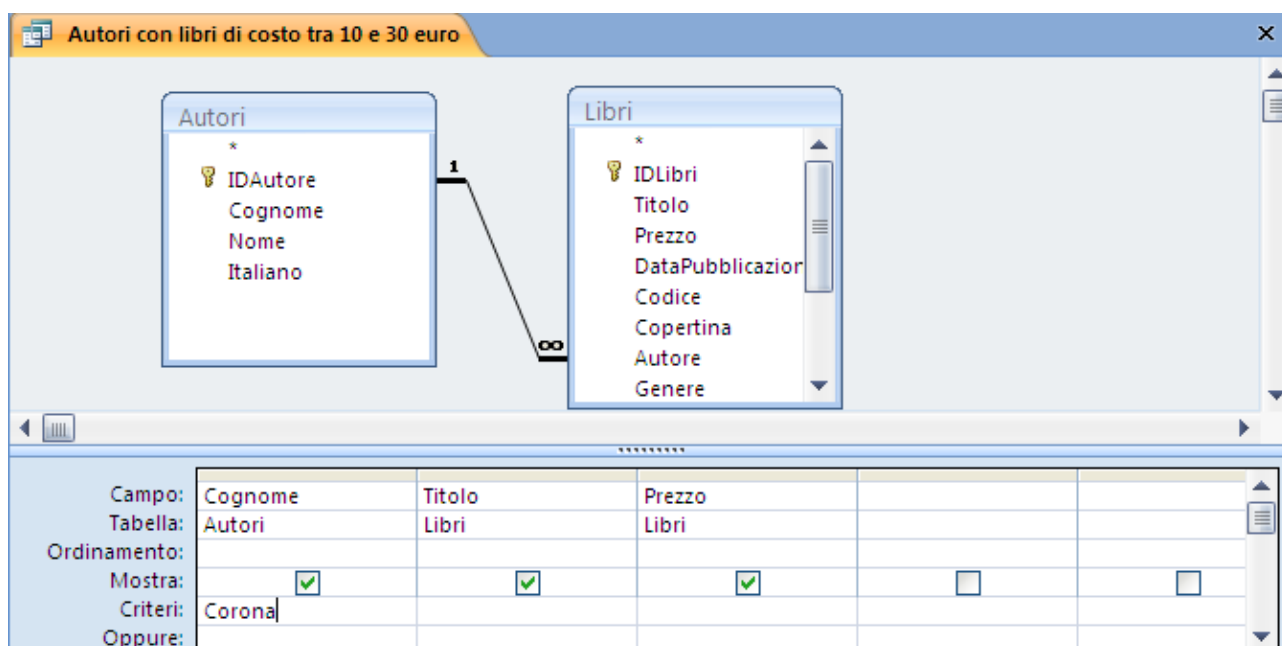 Autori con libri di costo tra 10 e 30 euro
Autori
*
IDAutore
Cognome
Nome
Italiano
1
∞
Libri
*
IDLibri
Titolo
Prezzo
DataPubblicazion
Codice
Copertina
Autore
Genere
Campo: Cognome Titolo Prezzo
Tabella: Autori Libri Libri
Ordinamento:
Mostra:
Criteri: Corona
Oppure: